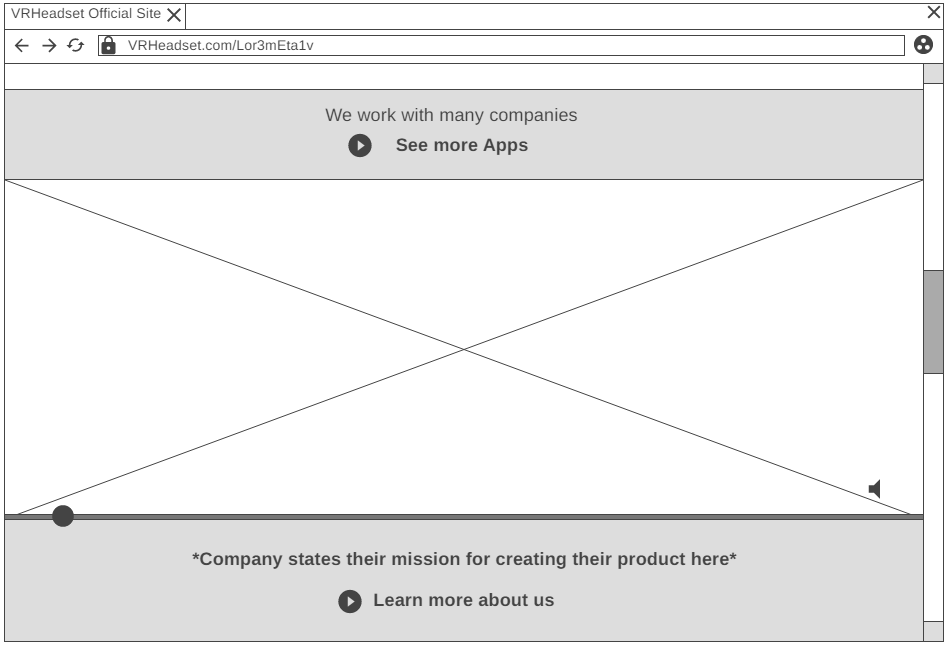 VRHeadset Official Site
VRHeadset.com/Lor3mEta1v
We work with many companies
See more Apps
*Company states their mission for creating their product here*
Learn more about us